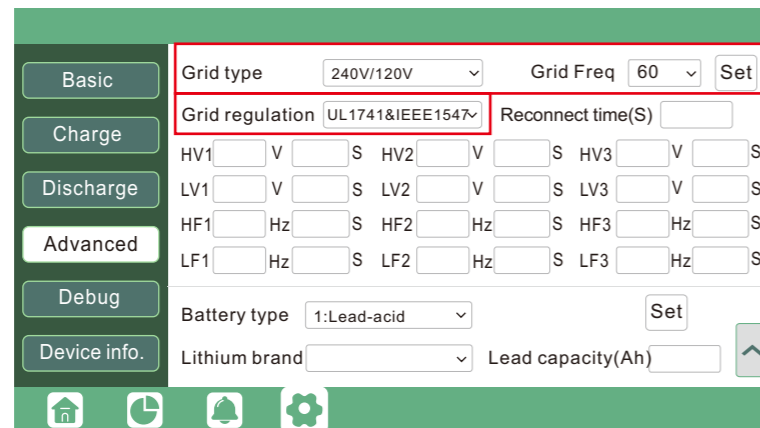 Basic
Charge
Discharge
Advanced
Debug
Device info.
Grid type 240V/120V Grid Freq 60 Set
Grid regulation UL1741&IEEE1547 Reconnect time(S)
HV1 V S HV2 V S HV3 V S
LV1 V S LV2 V S LV3 V S
HF1 Hz S HF2 Hz S HF3 Hz S
LF1 Hz S LF2 Hz S LF3 Hz S
Battery type 1:Lead-acid Set
Lithium brand Lead capacity(Ah)